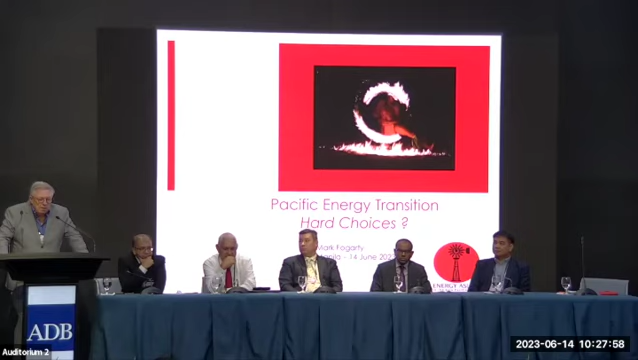 Pacific Energy Transition
Hard Choices ?
Mark Fogarty
14 June
ADB
Auditorium 2
2023-06-14 10:27:58